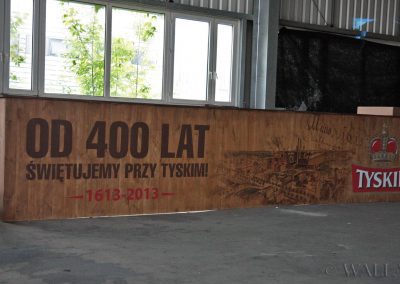 OD 400 LAT
ŚWIĘTUJEMY PRZY TYSKIM!
1613-2013
TYSKIE
© WALL